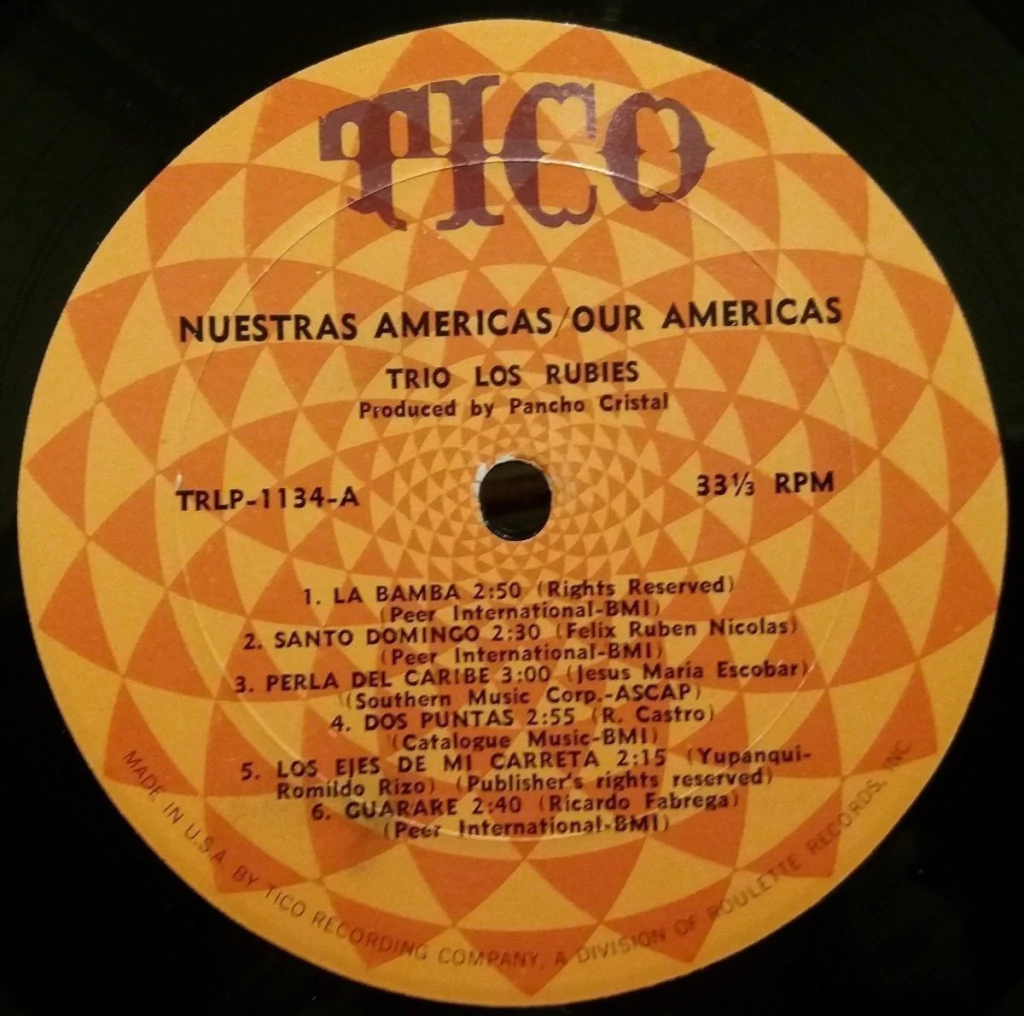 TICO
NUESTRAS AMERICAS/OUR AMERICAS
TRIO LOS RUBIES
Produced by Pancho Cristal
TRLP-1134-A
33⅓ RPM
1. LA BAMBA 2:50 (Rights Reserved)
(Peer International-BMI)
2. SANTO DOMINGO 2:30 (Felix Ruben Nicolas)
(Peer International-BMI)
3. PERLA DEL CARIBE 3:00 (Jesus Maria Escobar)
(Southern Music Corp.-ASCAP)
4. DOS PUNTAS 2:55 (R. Castro)
(Catalogue Music-BMI)
5. LOS EJES DE MI CARRETA 2:15 (Yupanqui-
Romildo Rizo) (Publisher's rights reserved)
6. GUARARE 2:40 (Ricardo Fabrega)
(Peer International-BMI)
MADE IN U.S.A. BY TICO RECORDING COMPANY, A DIVISION OF ROULETTE RECORDS, INC.